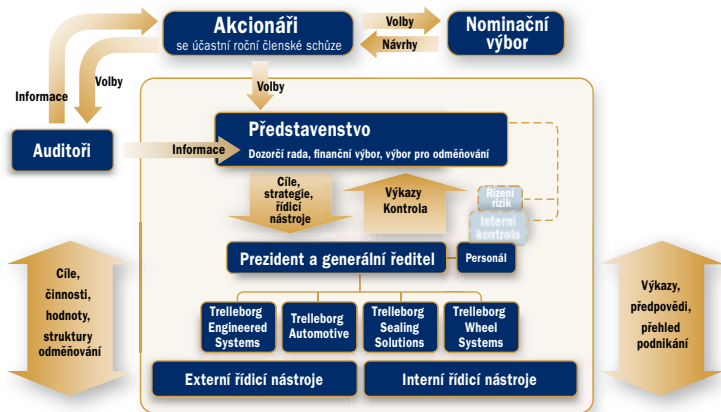 Akcionáři
se účastní roční členské schůze
Volby
Návrhy
Nominační
výbor
Informace
Volby
Volby
Auditoři
Informace
Představenstvo
Dozorčí rada, finanční výbor, výbor pro odměňování
Cíle,
strategie,
řídicí
nástroje
Výkazy
Kontrola
Řízení
rizik
Interní
kontrola
Prezident a generální ředitel
Personál
Trelleborg
Engineered
Systems
Trelleborg
Automotive
Trelleborg
Sealing
Solutions
Trelleborg
Wheel
Systems
Externí řídicí nástroje
Interní řídicí nástroje
Cíle,
činnosti,
hodnoty,
struktury
odměňování
Výkazy,
předpovědi,
přehled
podnikání